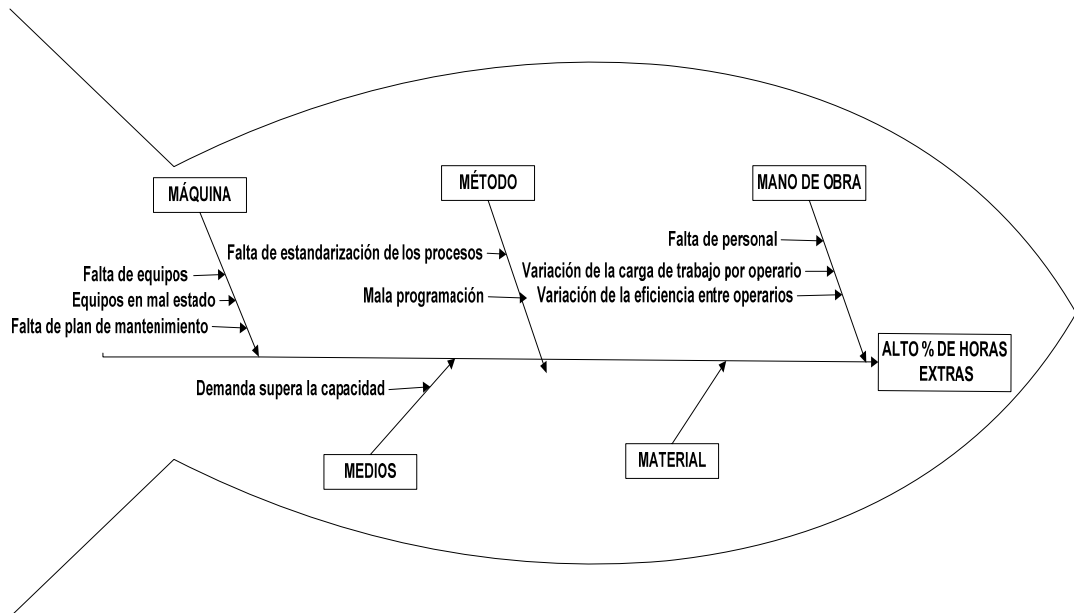 MÁQUINA
MÉTODO
MANO DE OBRA
Falta de equipos
Equipos en mal estado
Falta de plan de mantenimiento
Falta de estandarización de los procesos
Mala programación
Falta de personal
Variación de la carga de trabajo por operario
Variación de la eficiencia entre operarios
ALTO % DE HORAS
EXTRAS
Demanda supera la capacidad
MEDIOS
MATERIAL